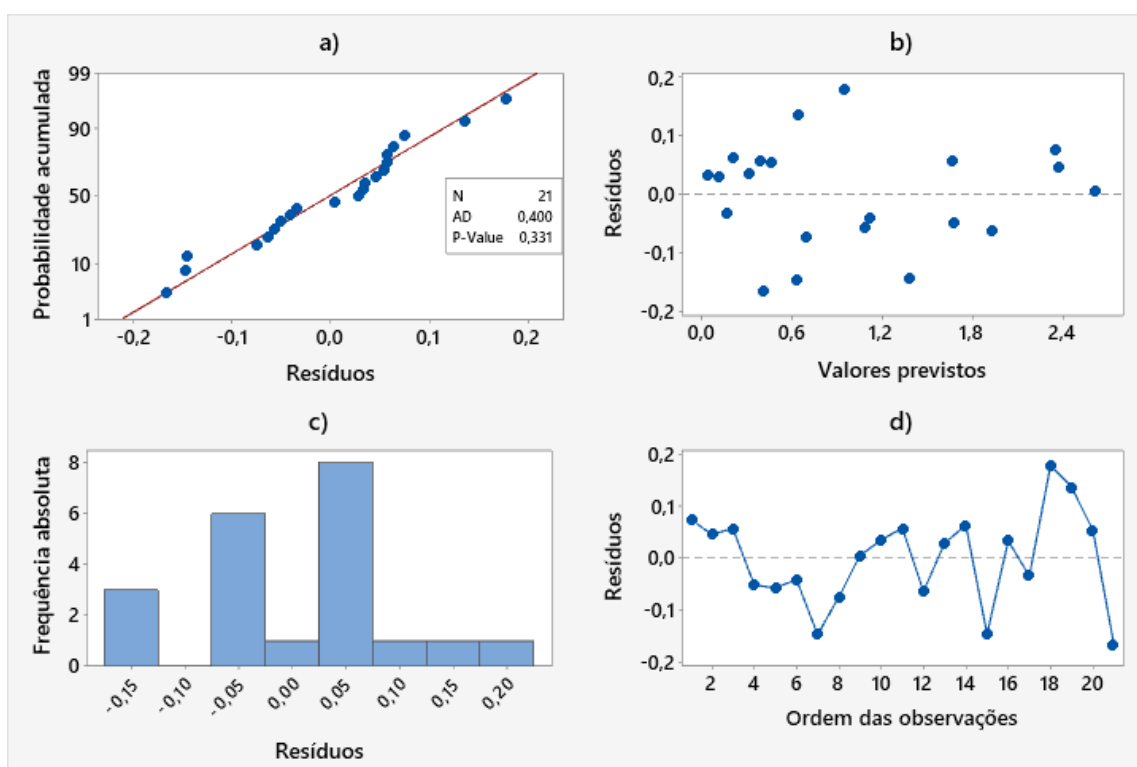 a)
Probabilidade acumulada
99
90
50
10
1
N 21
AD 0,400
P-Value 0,331
-0,2 -0,1 0,0 0,1 0,2
Resíduos
b)
Resíduos
0,2
0,1
0,0
-0,1
-0,2
0,0 0,6 1,2 1,8 2,4
Valores previstos
c)
Frequência absoluta
8
6
4
2
0
-0,15 -0,10 -0,05 0,00 0,05 0,10 0,15 0,20
Resíduos
d)
Resíduos
0,2
0,1
0,0
-0,1
-0,2
2 4 6 8 10 12 14 16 18 20
Ordem das observações